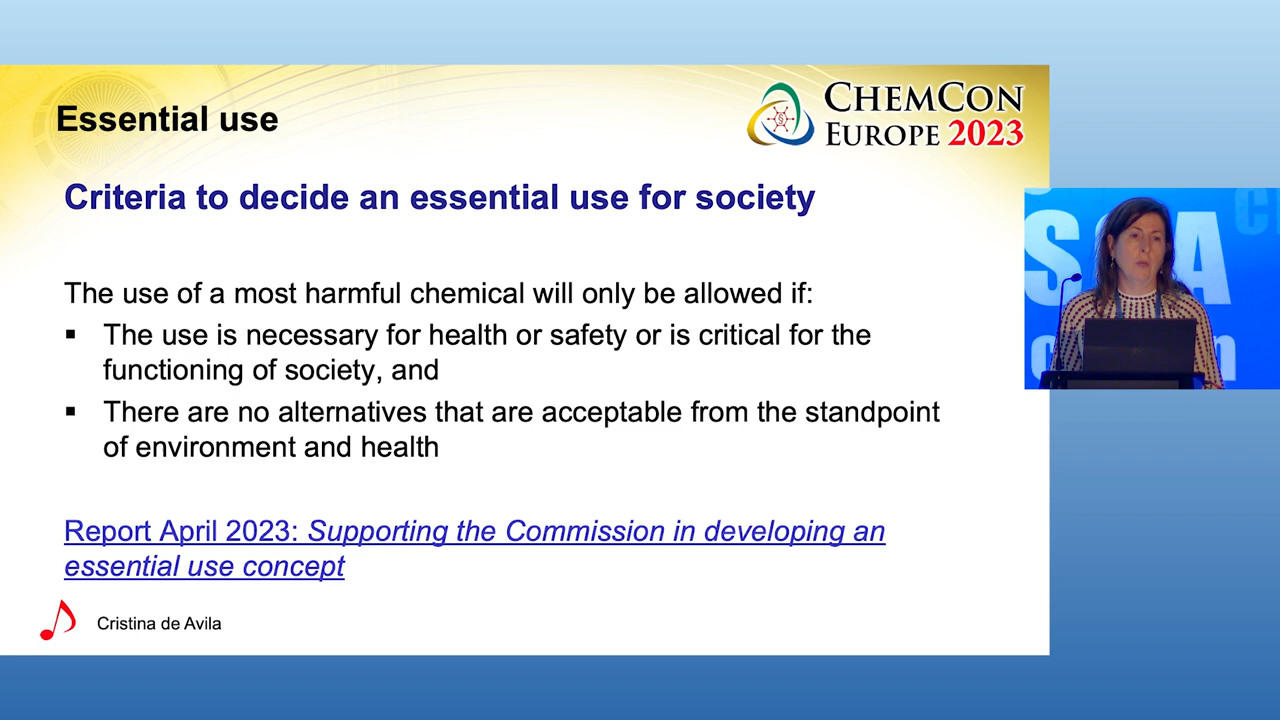 Essential use
CHEMCON
EUROPE 2023
§
Criteria to decide an essential use for society
The use of a most harmful chemical will only be allowed if:
▪ The use is necessary for health or safety or is critical for the
functioning of society, and
▪ There are no alternatives that are acceptable from the standpoint
of environment and health
Report April 2023: Supporting the Commission in developing an
essential use concept
Cristina de Avila